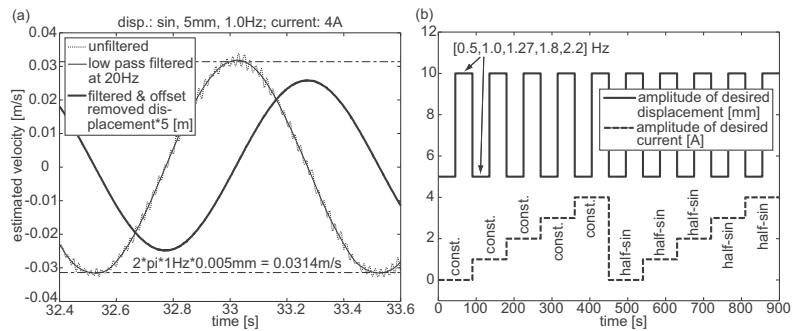 (a)
disp.: sin, 5mm, 1.0Hz; current: 4A
unfiltered
low pass filtered
at 20Hz
filtered & offset
removed dis-
placement*5 [m]
2*pi*1Hz*0.005mm = 0.0314m/s
estimated velocity [m/s]
0.04
0.03
0.02
0.01
0
-0.01
-0.02
-0.03
-0.04
32.4
32.6
32.8
33
33.2
33.4
33.6
time [s]
(b)
[0.5,1.0,1.27,1.8,2.2] Hz
amplitude of desired
displacement [mm]
amplitude of desired
current [A]
12
10
8
6
4
2
0
const.
const.
const.
const.
const.
half-sin
half-sin
half-sin
half-sin
half-sin
0
100
200
300
400
500
600
700
800
900
time [s]